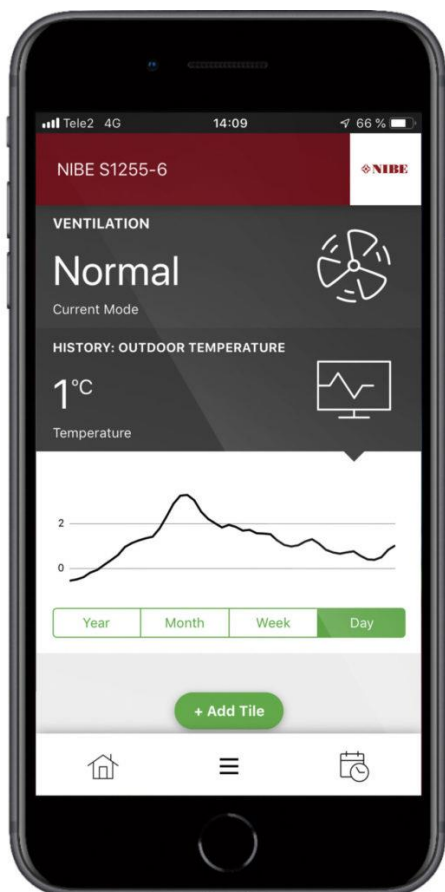 Tele2 4G 14:09 66 %
NIBE S1255-6
NIBE
VENTILATION
Normal
Current Mode
HISTORY: OUTDOOR TEMPERATURE
1°C
Temperature
2
0
Year Month Week Day
+ Add Tile